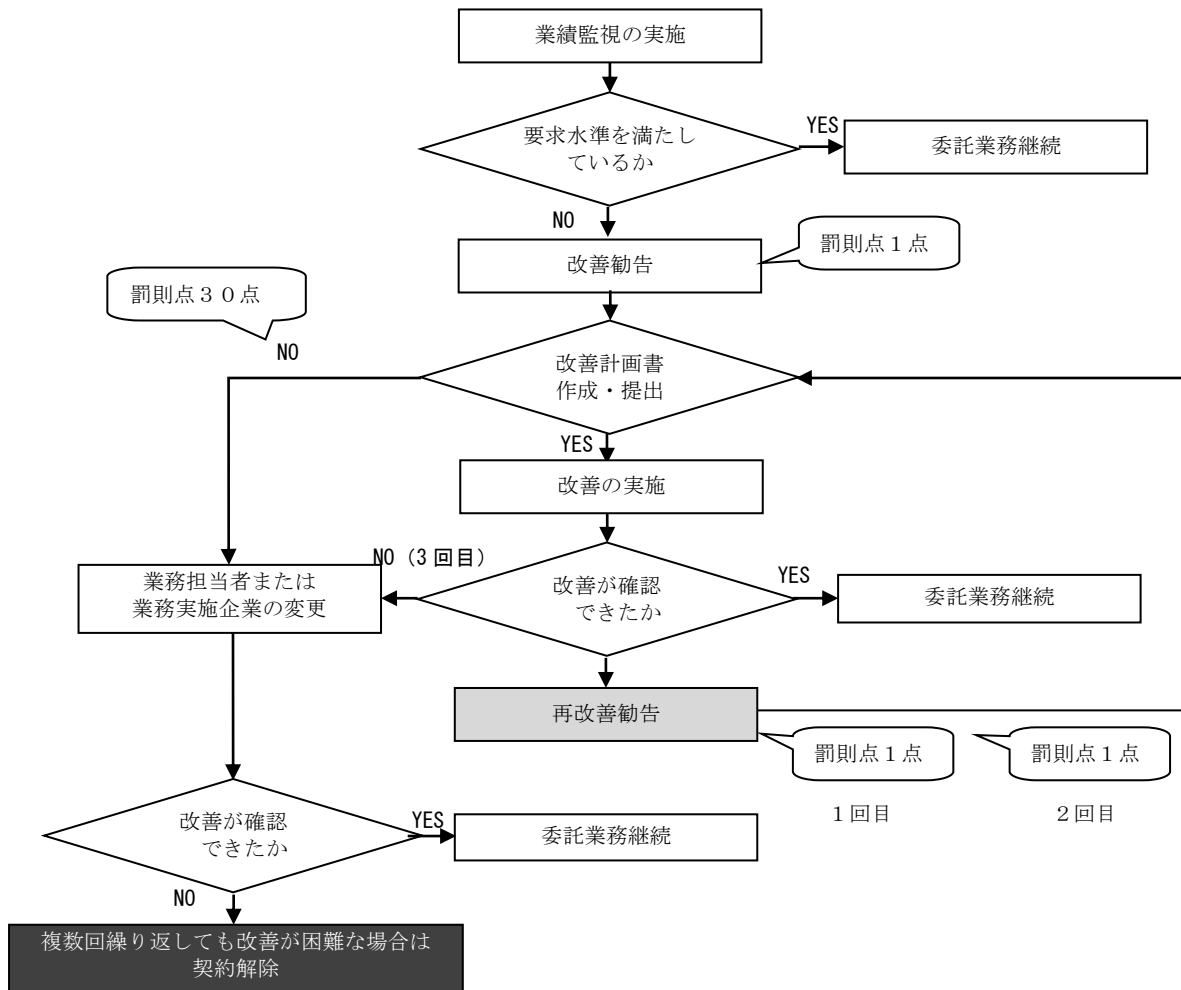 業績監視の実施
要求水準を満たし
ているか
YES
委託業務継続
NO
罰則点１点
改善勧告
罰則点３０点
NO
改善計画書
作成・提出
YES
改善の実施
NO（3回目）
業務担当者または
業務実施企業の変更
改善が確認
できたか
YES
委託業務継続
再改善勧告
罰則点１点
罰則点１点
１回目
２回目
改善が確認
できたか
YES
委託業務継続
NO
複数回繰り返しても改善が困難な場合は
契約解除